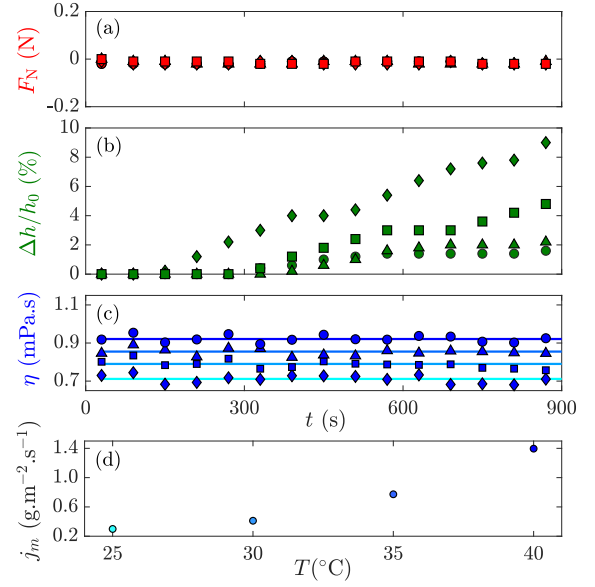 (a)
F_N (N)
0.2
0
-0.2
(b)
Δh/h_0 (%)
10
8
6
4
2
0
(c)
η (mPa.s)
1.1
0.9
0.7
0 300 600 900
t (s)
(d)
j_m (g.m^{-2}.s^{-1})
1.4
1.0
0.6
0.2
25 30 35 40
T(°C)